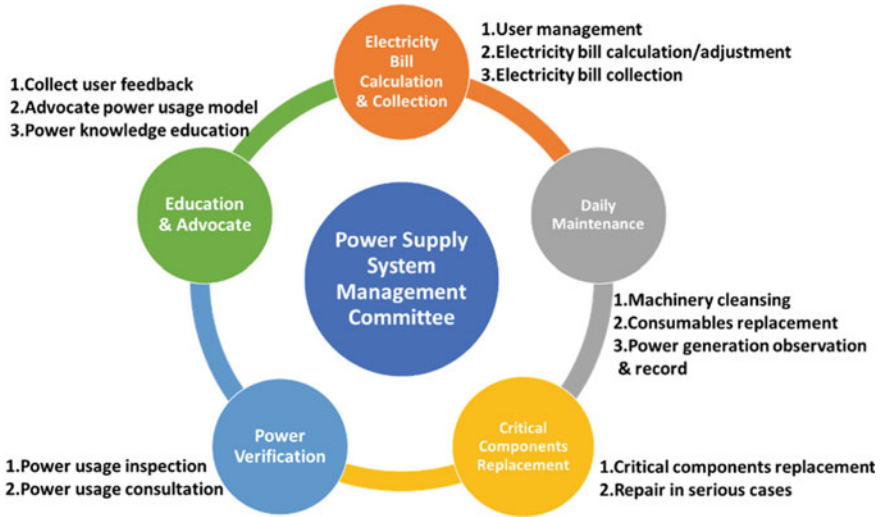 Electricity
Bill
Calculation
& Collection
1.User management
2.Electricity bill calculation/adjustment
3.Electricity bill collection
1.Collect user feedback
2.Advocate power usage model
3.Power knowledge education
Education
& Advocate
Daily
Maintenance
Power Supply
System
Management
Committee
1.Machinery cleansing
2.Consumables replacement
3.Power generation observation
& record
Power
Verification
Critical
Components
Replacement
1.Power usage inspection
2.Power usage consultation
1.Critical components replacement
2.Repair in serious cases